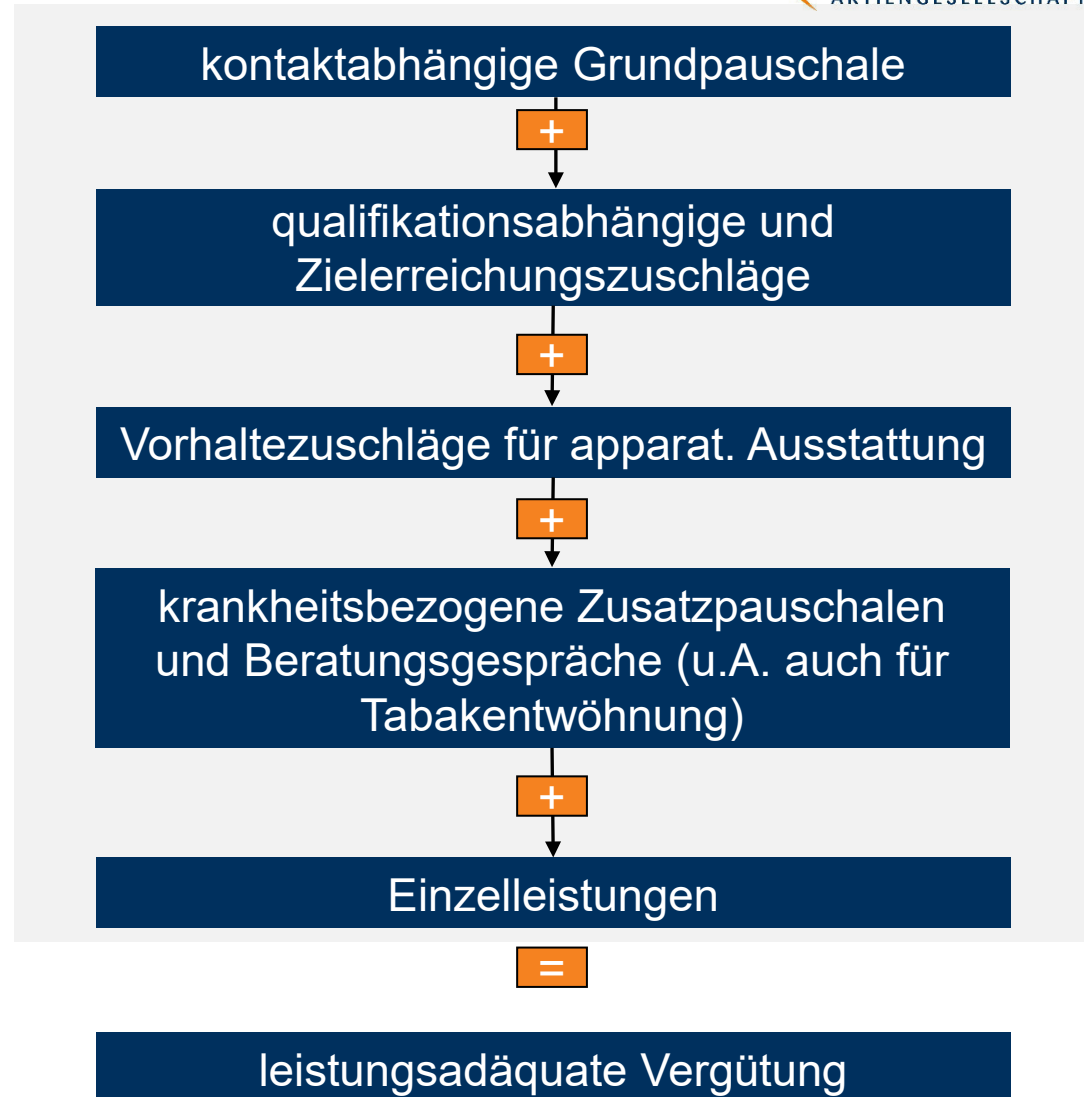 AKTIENGESELLSCHAFT
kontaktabhängige Grundpauschale
+
qualifikationsabhängige und
Zielerreichungszuschläge
+
Vorhaltezuschläge für apparat. Ausstattung
+
krankheitsbezogene Zusatzpauschalen
und Beratungsgespräche (u.A. auch für
Tabakentwöhnung)
+
Einzelleistungen
=
leistungsadäquate Vergütung